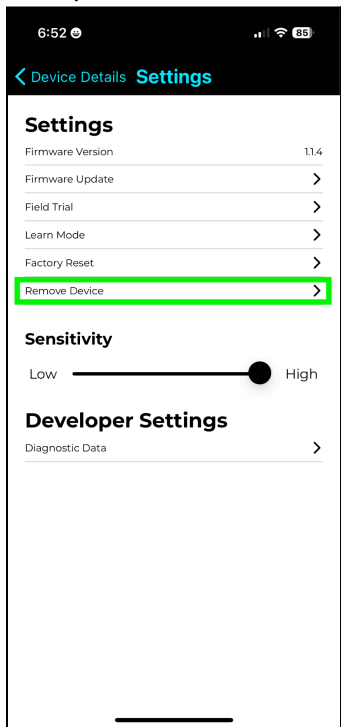 6:52
85
Device Details Settings
Settings
Firmware Version 1.1.4
Firmware Update
Field Trial
Learn Mode
Factory Reset
Remove Device
Sensitivity
Low High
Developer Settings
Diagnostic Data